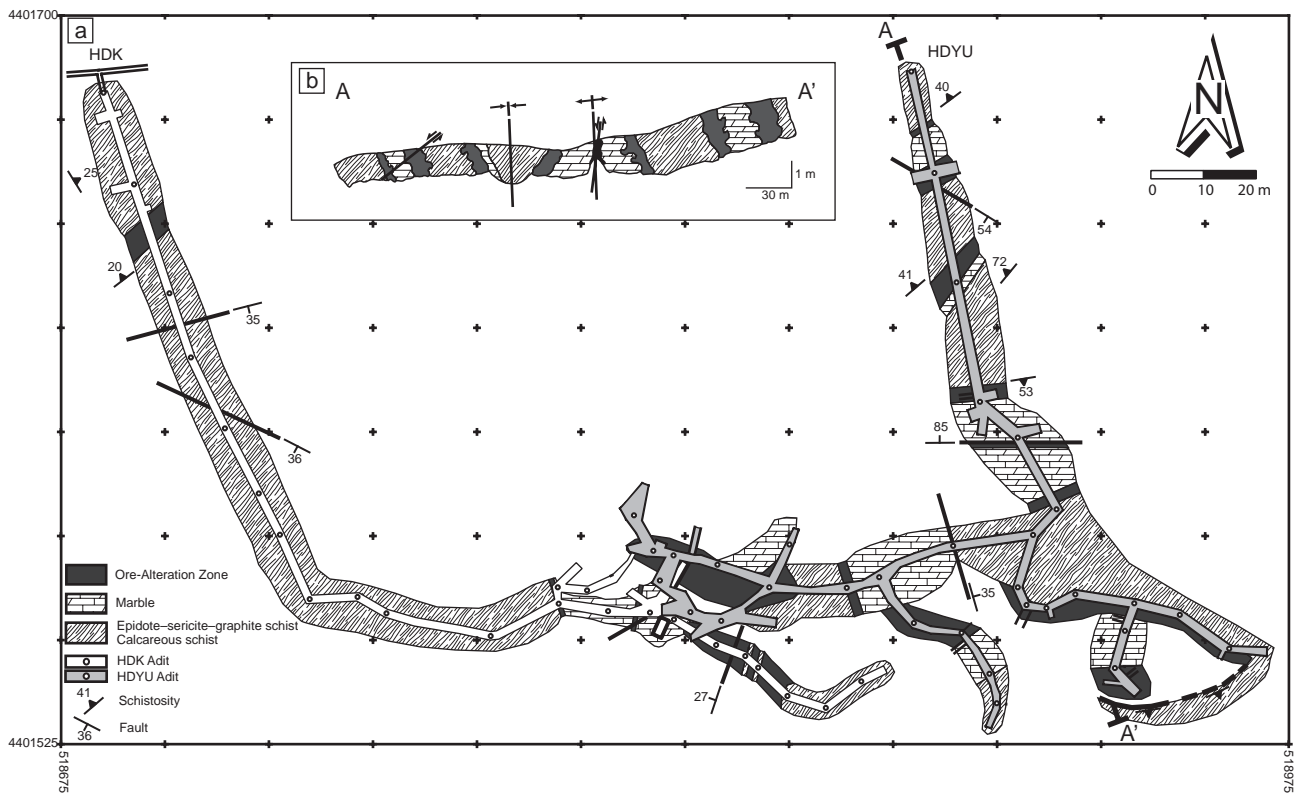 4401700
a
HDK
b
A
A'
A
HDYU
N
0 10 20 m
1 m
30 m
40
25
54
20
41
72
35
53
36
85
35
27
A'
Ore-Alteration Zone
Marble
Epidote–sericite–graphite schist
Calcareous schist
HDK Adit
HDYU Adit
41
Schistosity
36
Fault
4401525
518675
518975